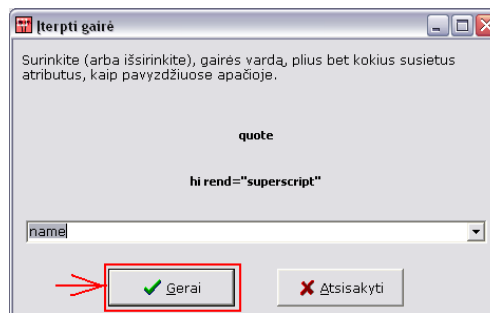 Įterpti gairė
Surinkite (arba išsirinkite), gairės vardą, plius bet kokius susietus
atributus, kaip pavyzdžiuose apačioje.
quote
hi rend="superscript"
name
Gerai
Atsisakyti